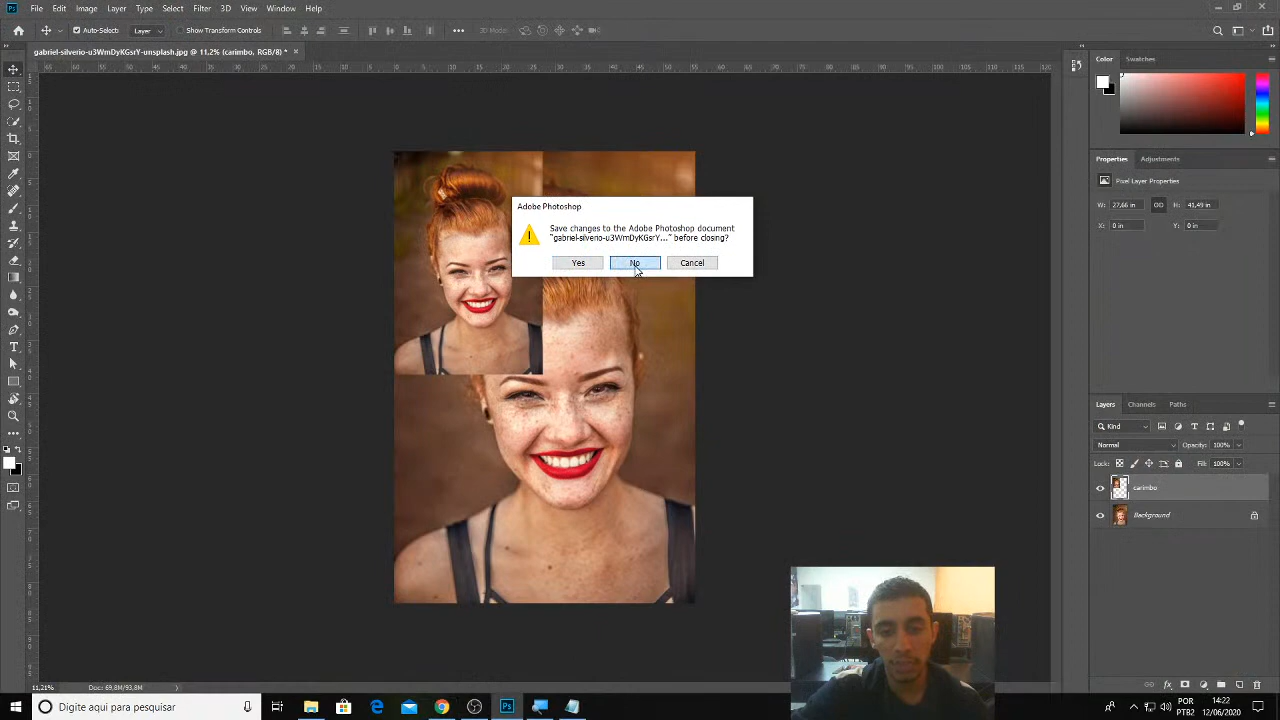 Ps File Edit Image Layer Type Select Filter 3D View Window Help
Auto-Select: Layer Show Transform Controls 3D Mode:
gabriel-silverio-u3WmDyKGsrY-unsplash.jpg @ 11.2% (carimbo, RGB/8) *
Color Swatches
Adobe Photoshop
Save changes to the Adobe Photoshop document
"gabriel-silverio-u3WmDyKGsrY..." before closing?
Yes No Cancel
Properties Adjustments
Pixel Layer Properties
W: 27,66 in H: 41,49 in
X: 0 in Y: 0 in
Layers Channels Paths
Kind
Normal Opacity: 100%
Lock: Fill: 100%
carimbo
Background
11,21% Doc: 69,8M/93,8M
Digite aqui para pesquisar
POR 14:22
PTB2 12/06/2020